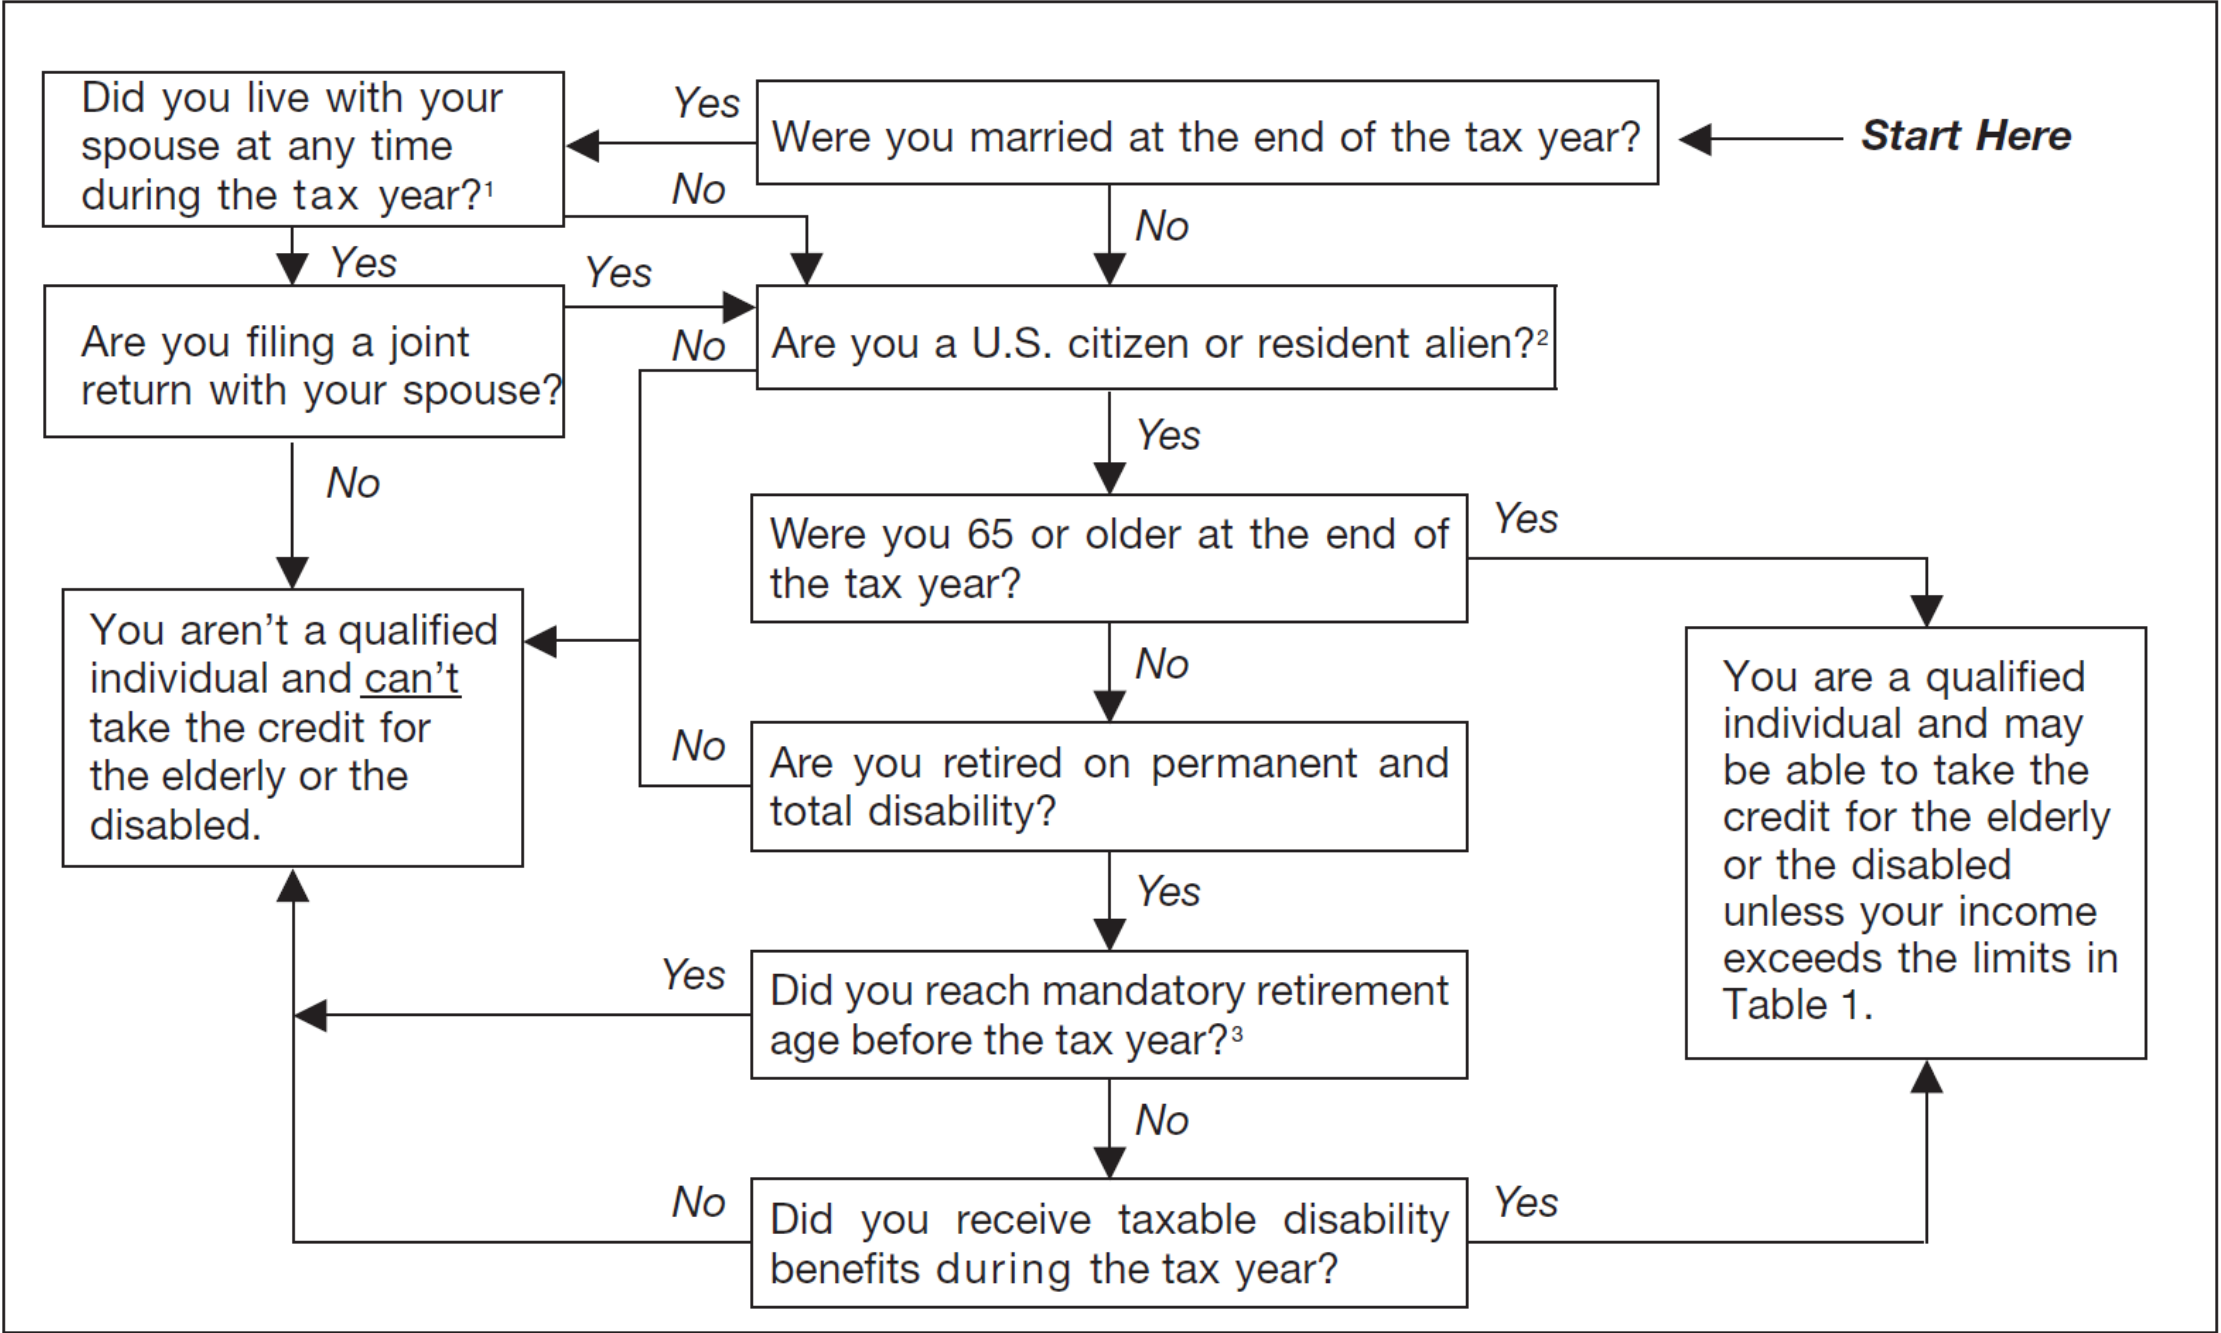 Did you live with your
spouse at any time
during the tax year?1
Yes
Were you married at the end of the tax year?
Start Here
No
No
Yes
Are you filing a joint
return with your spouse?
Yes
No
Are you a U.S. citizen or resident alien?2
No
Yes
Were you 65 or older at the end of
the tax year?
Yes
You aren't a qualified
individual and can't
take the credit for
the elderly or the
disabled.
No
You are a qualified
individual and may
be able to take the
credit for the elderly
or the disabled
unless your income
exceeds the limits in
Table 1.
No
Are you retired on permanent and
total disability?
Yes
Yes
Did you reach mandatory retirement
age before the tax year?3
No
No
Did you receive taxable disability
benefits during the tax year?
Yes